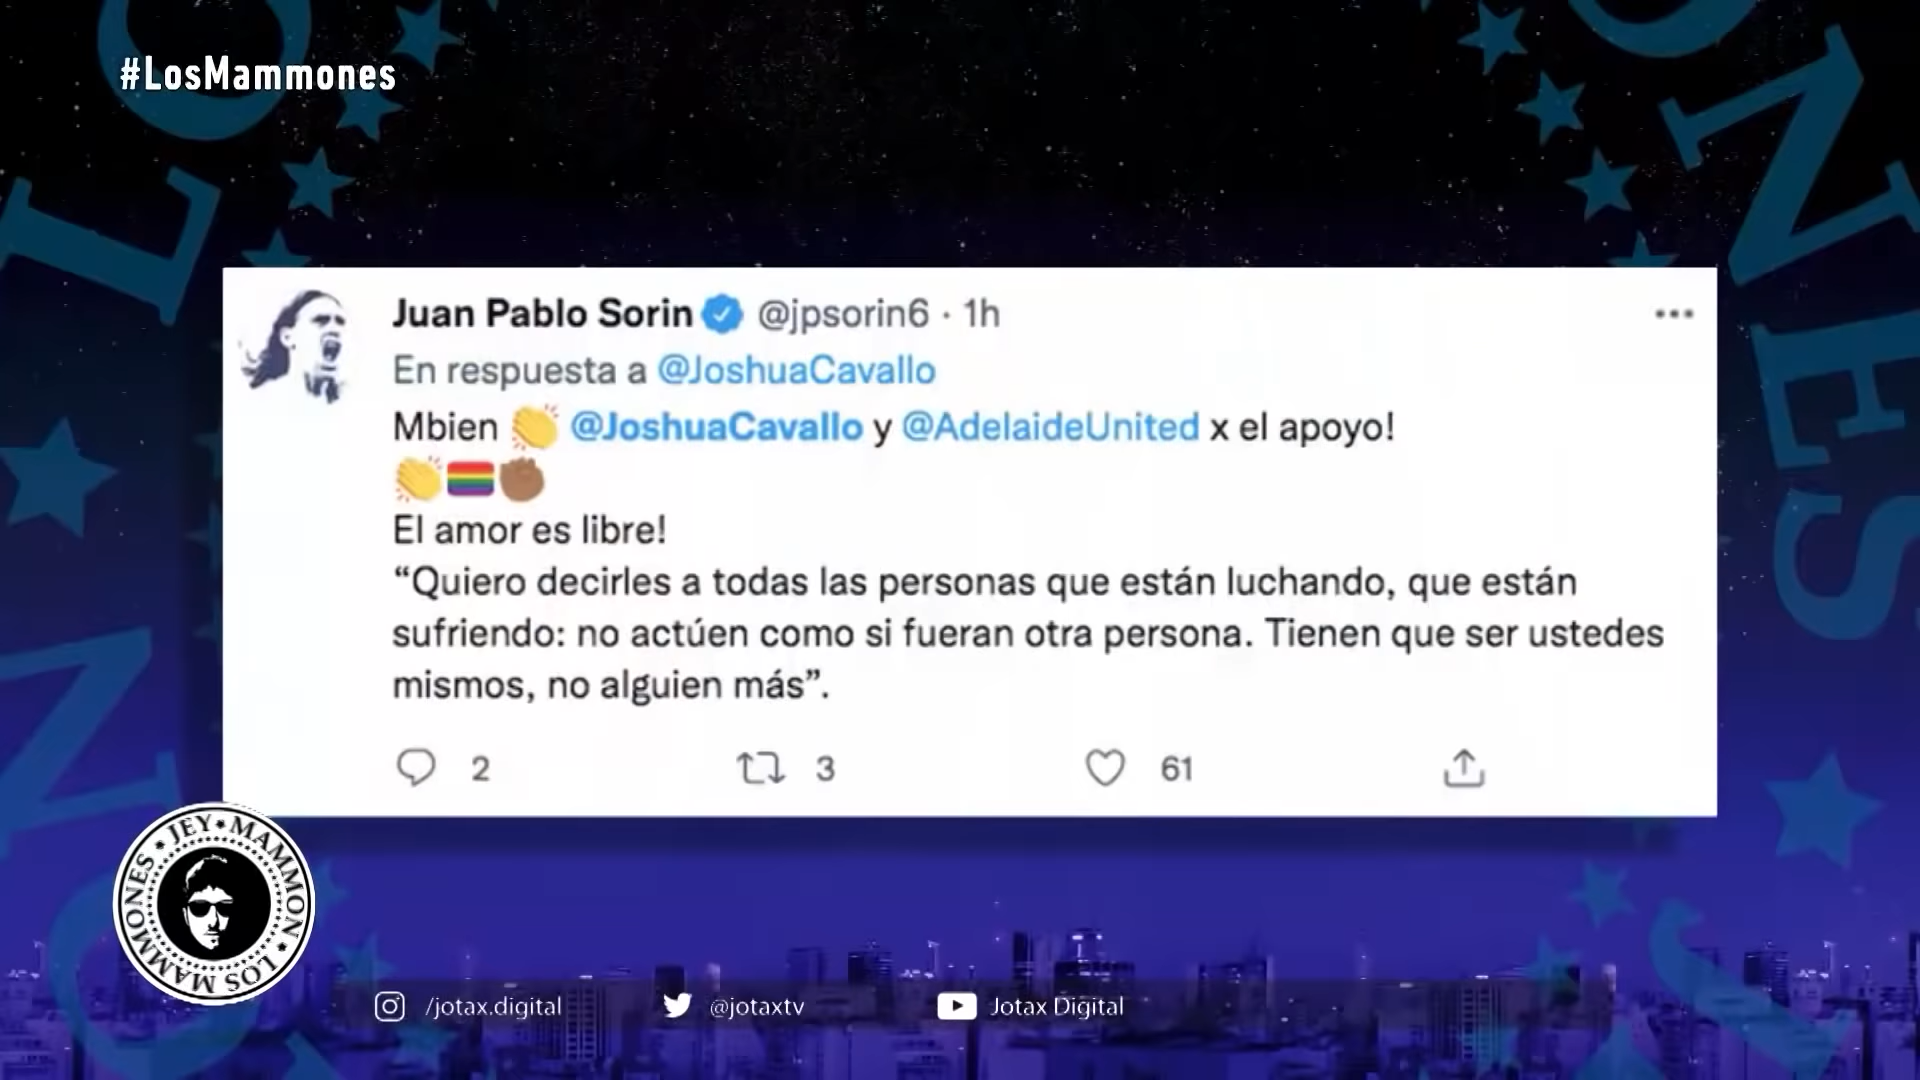 #LosMammones
Juan Pablo Sorin @jpsorin6 · 1h
En respuesta a @JoshuaCavallo
Mbien 👏 @JoshuaCavallo y @AdelaideUnited x el apoyo!
👏🏳️‍🌈✊🏾
El amor es libre!
“Quiero decirles a todas las personas que están luchando, que están
sufriendo: no actúen como si fueran otra persona. Tienen que ser ustedes
mismos, no alguien más”.
2 3 61
JEY MAMMON • LOS MAMMONES •
/jotax.digital @jotaxtv Jotax Digital